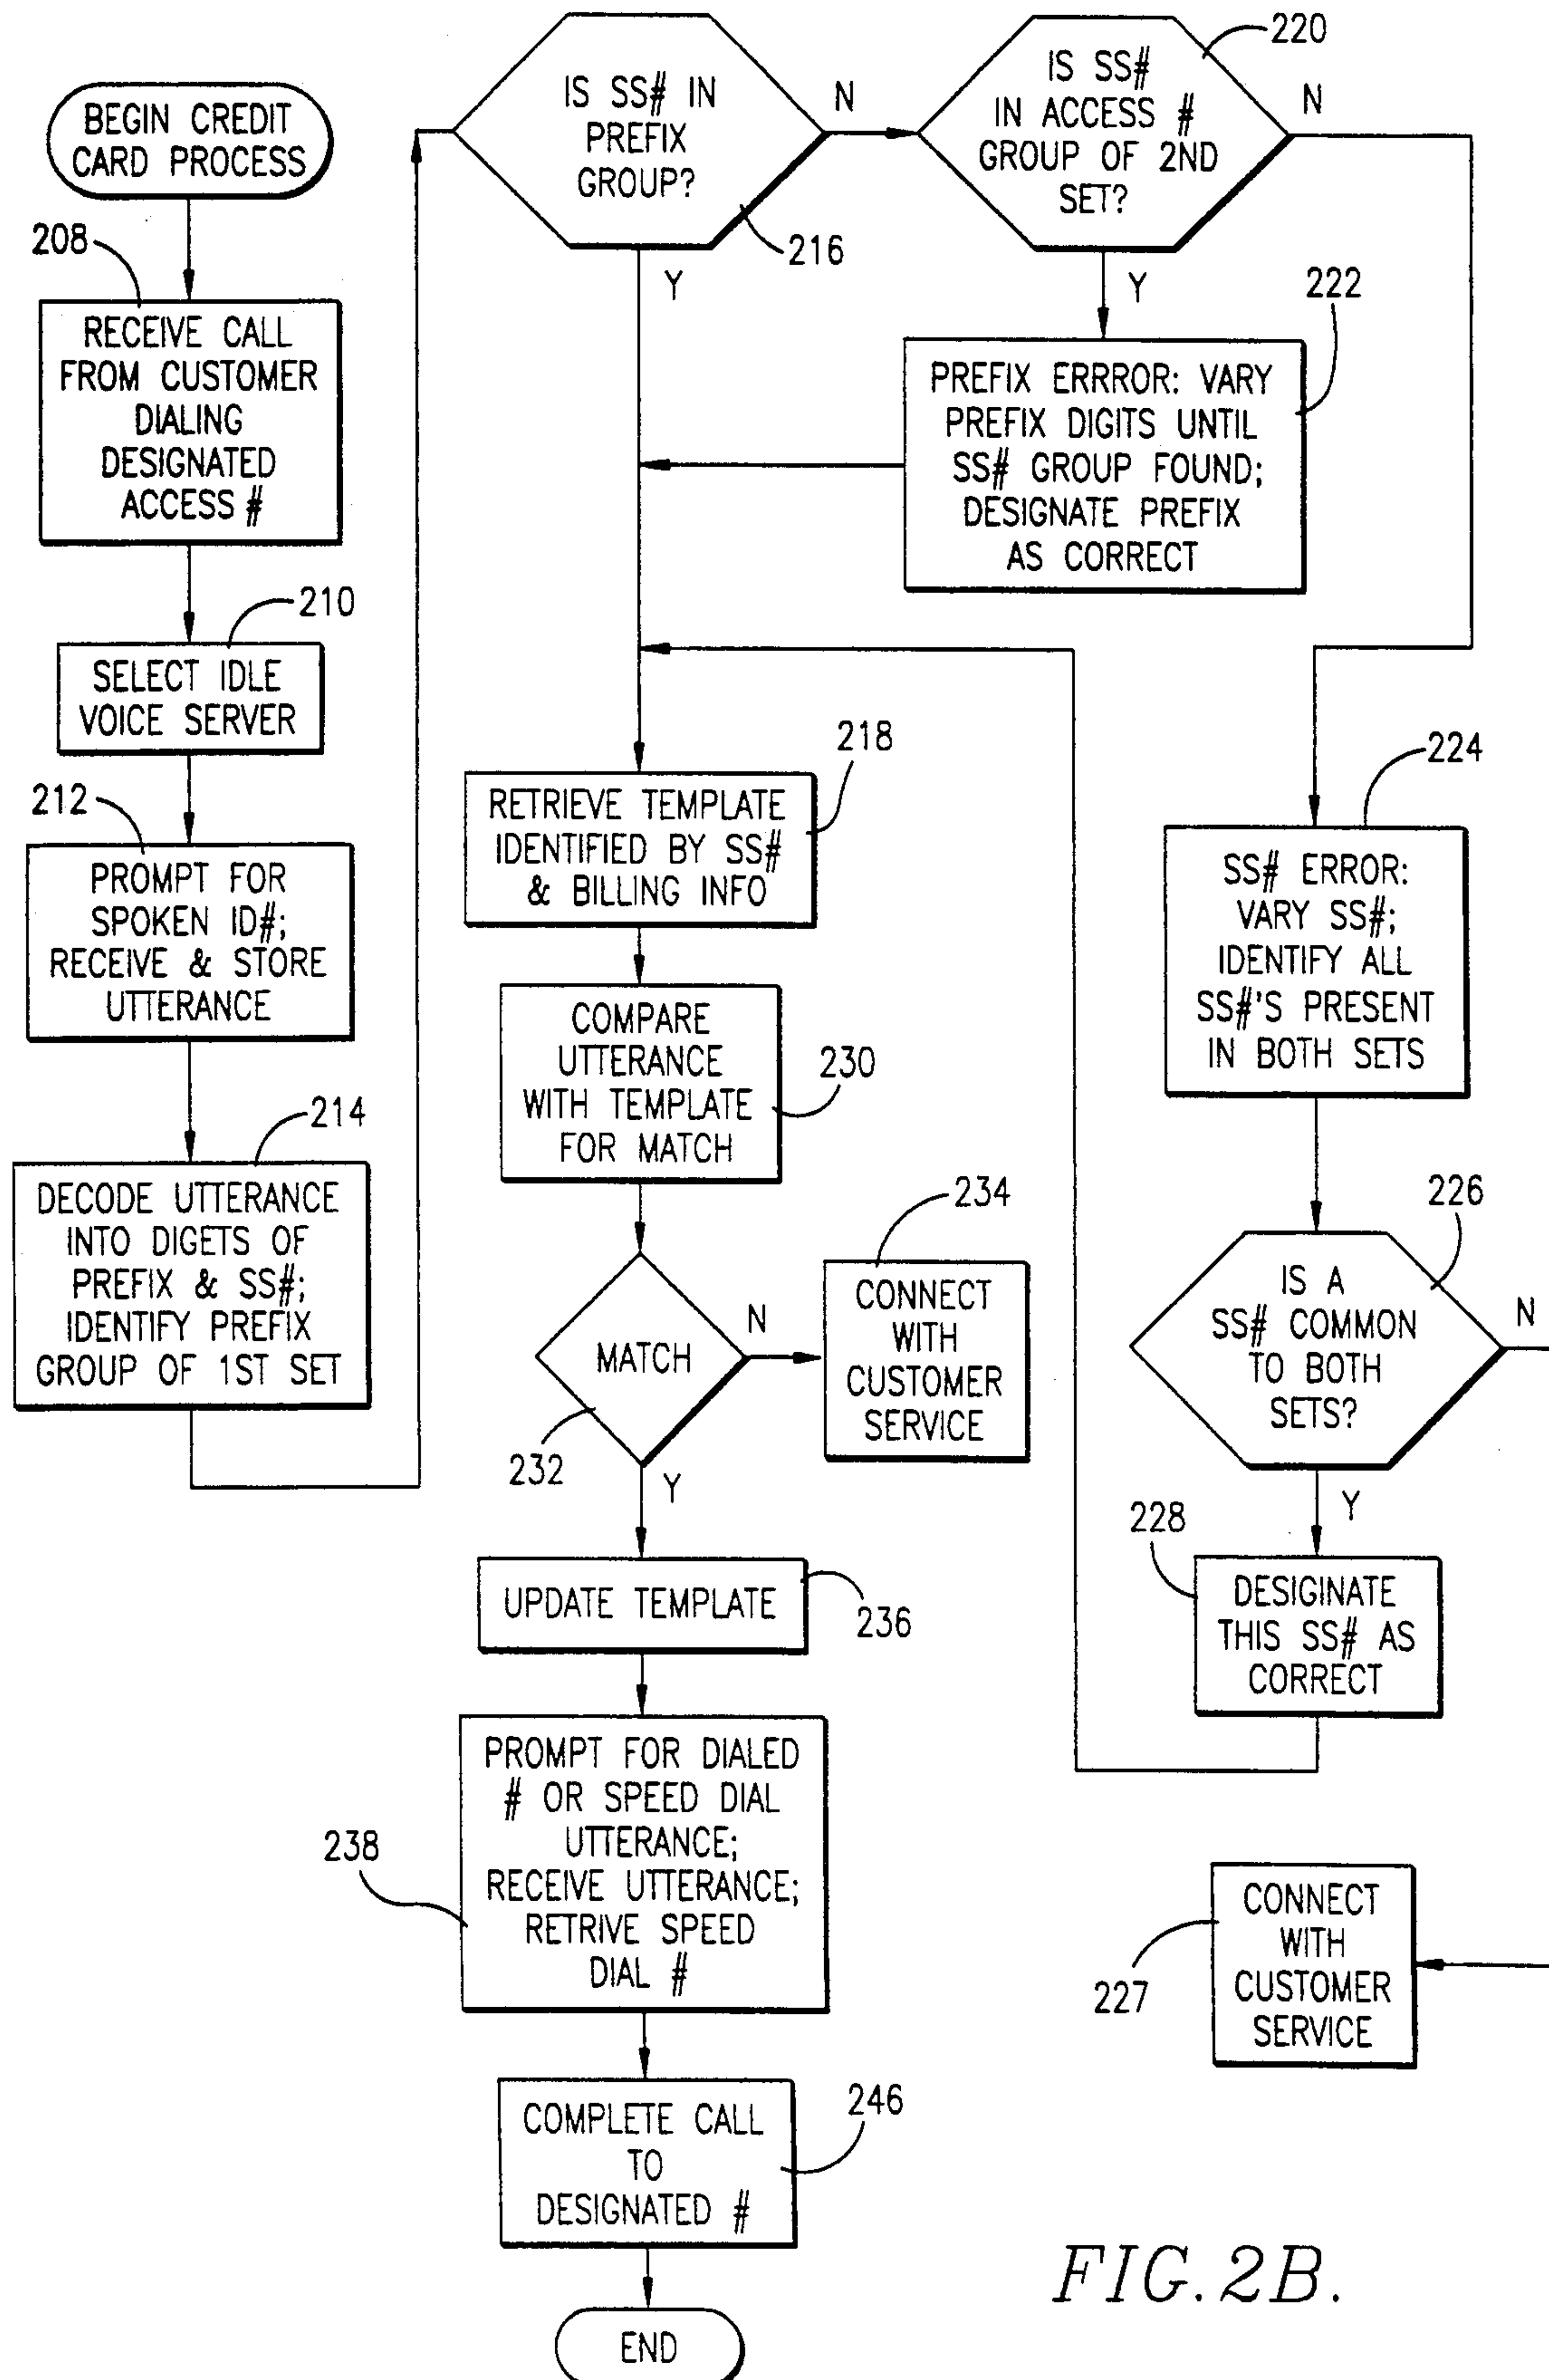 BEGIN CREDIT
CARD PROCESS
208
RECEIVE CALL
FROM CUSTOMER
DIALING
DESIGNATED
ACCESS #
210
SELECT IDLE
VOICE SERVER
212
PROMPT FOR
SPOKEN ID#;
RECEIVE & STORE
UTTERANCE
214
DECODE UTTERANCE
INTO DIGETS OF
PREFIX & SS#;
IDENTIFY PREFIX
GROUP OF 1ST SET
IS SS# IN
PREFIX
GROUP?
216
N
Y
220
IS SS#
IN ACCESS #
GROUP OF 2ND
SET?
N
Y
222
PREFIX ERRROR: VARY
PREFIX DIGITS UNTIL
SS# GROUP FOUND;
DESIGNATE PREFIX
AS CORRECT
218
RETRIEVE TEMPLATE
IDENTIFIED BY SS#
& BILLING INFO
224
SS# ERROR:
VARY SS#;
IDENTIFY ALL
SS#'S PRESENT
IN BOTH SETS
COMPARE
UTTERANCE
WITH TEMPLATE
FOR MATCH
230
226
IS A
SS# COMMON
TO BOTH
SETS?
N
Y
MATCH
232
N
Y
234
CONNECT
WITH
CUSTOMER
SERVICE
228
DESIGINATE
THIS SS# AS
CORRECT
UPDATE TEMPLATE
236
PROMPT FOR DIALED
# OR SPEED DIAL
UTTERANCE;
RECEIVE UTTERANCE;
RETRIVE SPEED
DIAL #
238
CONNECT
WITH
CUSTOMER
SERVICE
227
COMPLETE CALL
TO
DESIGNATED #
246
END
FIG. 2B.